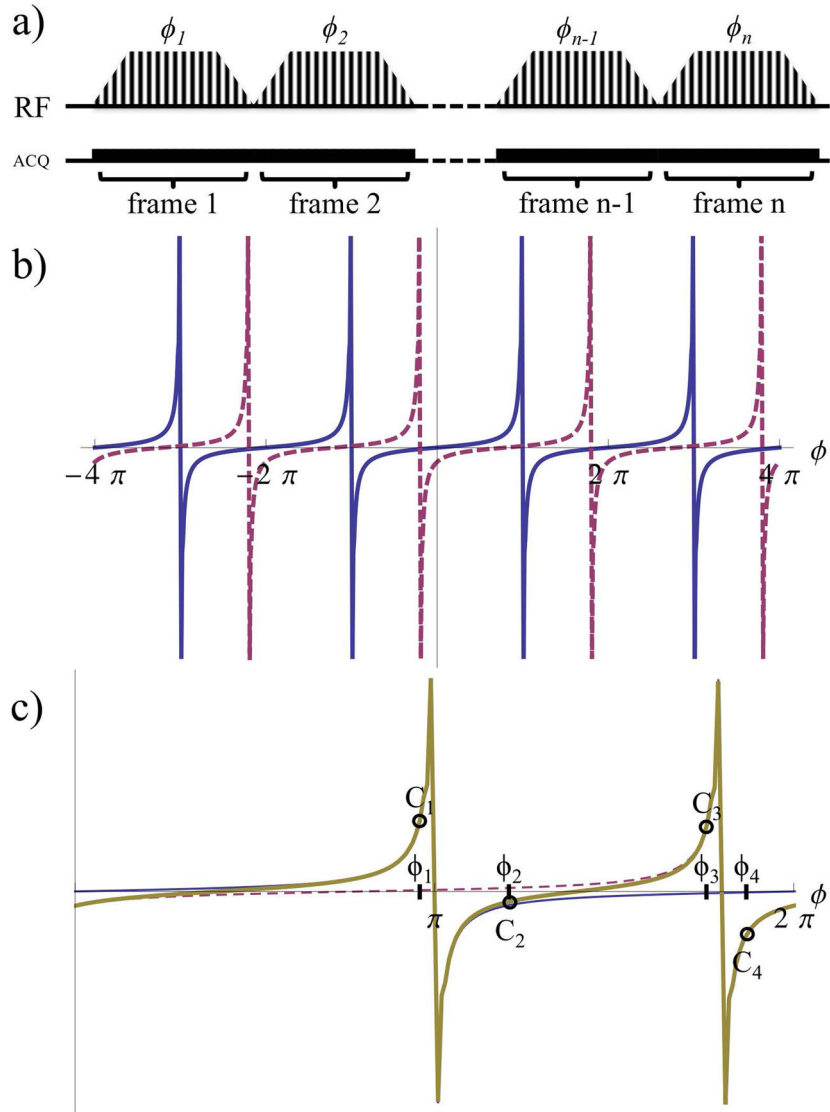 a)
ϕ1 ϕ2 ϕn-1 ϕn
RF
ACQ
frame 1 frame 2 frame n-1 frame n
b)
−4 π −2 π 2 π 4 π ϕ
c)
C1 C3
ϕ1 ϕ2 ϕ3 ϕ4 ϕ
π 2 π
C2 C4